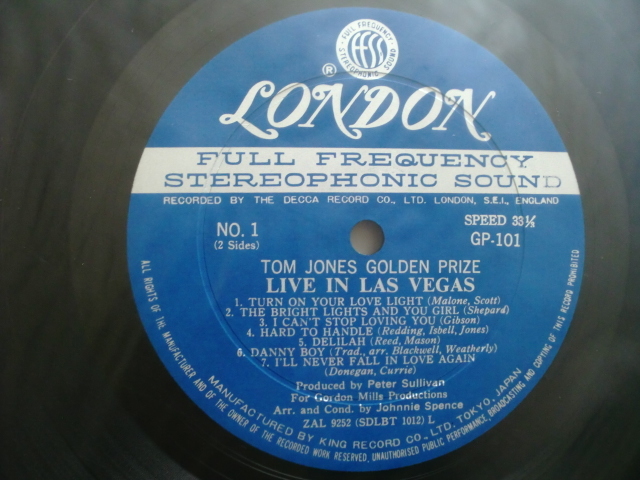 FULL FREQUENCY
ffss
STEREOPHONIC SOUND
®
LONDON
FULL FREQUENCY
STEREOPHONIC SOUND
RECORDED BY THE DECCA RECORD CO., LTD. LONDON, S.E.I., ENGLAND
NO. 1
(2 Sides)
SPEED 33⅓
GP-101
TOM JONES GOLDEN PRIZE
LIVE IN LAS VEGAS
1. TURN ON YOUR LOVE LIGHT (Malone, Scott)
2. THE BRIGHT LIGHTS AND YOU GIRL (Shepard)
3. I CAN'T STOP LOVING YOU (Gibson)
4. HARD TO HANDLE (Redding, Isbell, Jones)
5. DELILAH (Reed, Mason)
6. DANNY BOY (Trad., arr. Blackwell, Weatherly)
7. I'LL NEVER FALL IN LOVE AGAIN
(Donegan, Currie)
Produced by Peter Sullivan
For Gordon Mills Productions
Arr. and Cond. by Johnnie Spence
ZAL 9252 (SDLBT 1012) L
MANUFACTURED BY KING RECORD CO., LTD. TOKYO, JAPAN
ALL RIGHTS OF THE MANUFACTURER AND OF THE OWNER OF THE RECORDED WORK RESERVED, UNAUTHORISED PUBLIC PERFORMANCE, BROADCASTING AND COPYING OF THIS RECORD PROHIBITED